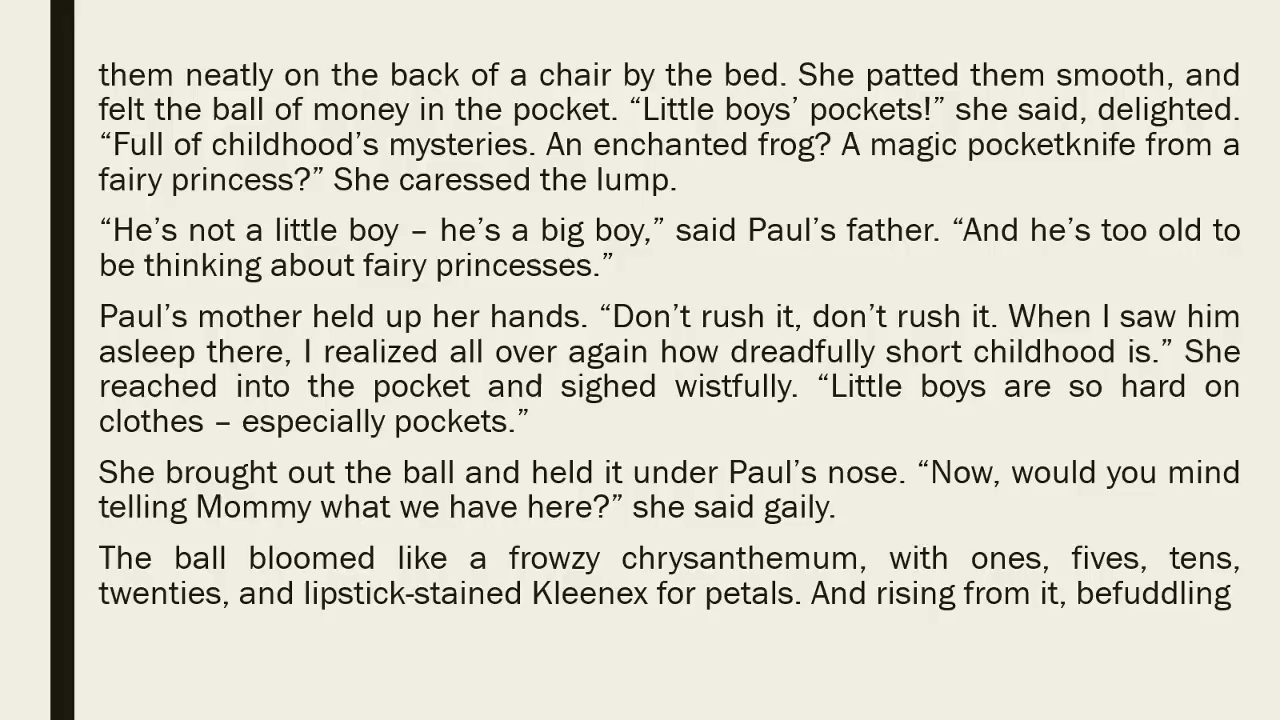 them neatly on the back of a chair by the bed. She patted them smooth, and
felt the ball of money in the pocket. “Little boys’ pockets!” she said, delighted.
“Full of childhood’s mysteries. An enchanted frog? A magic pocketknife from a
fairy princess?” She caressed the lump.
“He’s not a little boy – he’s a big boy,” said Paul’s father. “And he’s too old to
be thinking about fairy princesses.”
Paul’s mother held up her hands. “Don’t rush it, don’t rush it. When I saw him
asleep there, I realized all over again how dreadfully short childhood is.” She
reached into the pocket and sighed wistfully. “Little boys are so hard on
clothes – especially pockets.”
She brought out the ball and held it under Paul’s nose. “Now, would you mind
telling Mommy what we have here?” she said gaily.
The ball bloomed like a frowzy chrysanthemum, with ones, fives, tens,
twenties, and lipstick-stained Kleenex for petals. And rising from it, befuddling